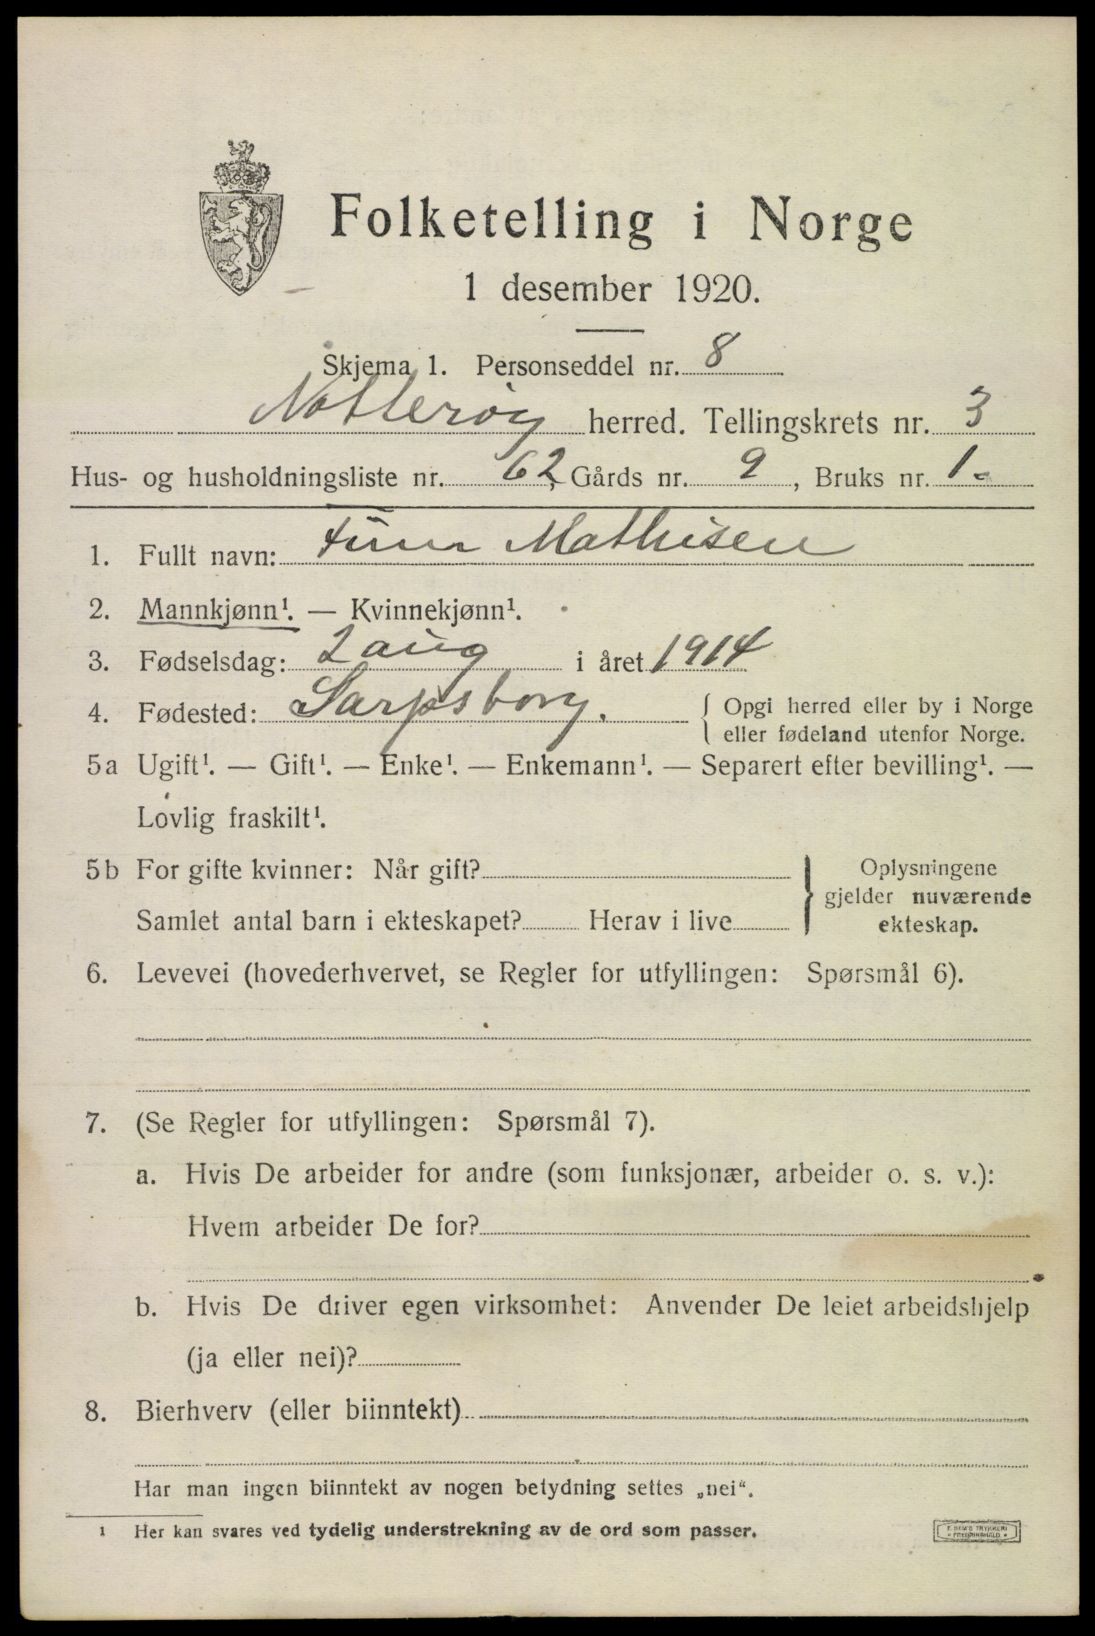 Folketelling i Norge
1 desember 1920.
Skjema 1. Personseddel nr. 8
Nøtterøy herred. Tellingskrets nr. 3
Hus- og husholdningsliste nr. 62, Gårds nr. 9, Bruks nr. 1
1. Fullt navn: Mathisen
2. Mannkjønn¹. — Kvinnekjønn¹.
3. Fødselsdag: 2 aug i året 1914
4. Fødested: Sarpsborg. { Opgi herred eller by i Norge
eller fødeland utenfor Norge.
5a Ugift¹. — Gift¹. — Enke¹. — Enkemann¹. — Separert efter bevilling¹. —
Lovlig fraskilt¹.
5b For gifte kvinner: Når gift?
Samlet antal barn i ekteskapet? Herav i live
} Oplysningene
gjelder nuværende
ekteskap.
6. Levevei (hovederhvervet, se Regler for utfyllingen: Spørsmål 6).
7. (Se Regler for utfyllingen: Spørsmål 7).
a. Hvis De arbeider for andre (som funksjonær, arbeider o. s. v.):
Hvem arbeider De for?
b. Hvis De driver egen virksomhet: Anvender De leiet arbeidshjelp
(ja eller nei)?
8. Bierhverv (eller biinntekt)
Har man ingen biinntekt av nogen betydning settes „nei“.
1 Her kan svares ved tydelig understrekning av de ord som passer.